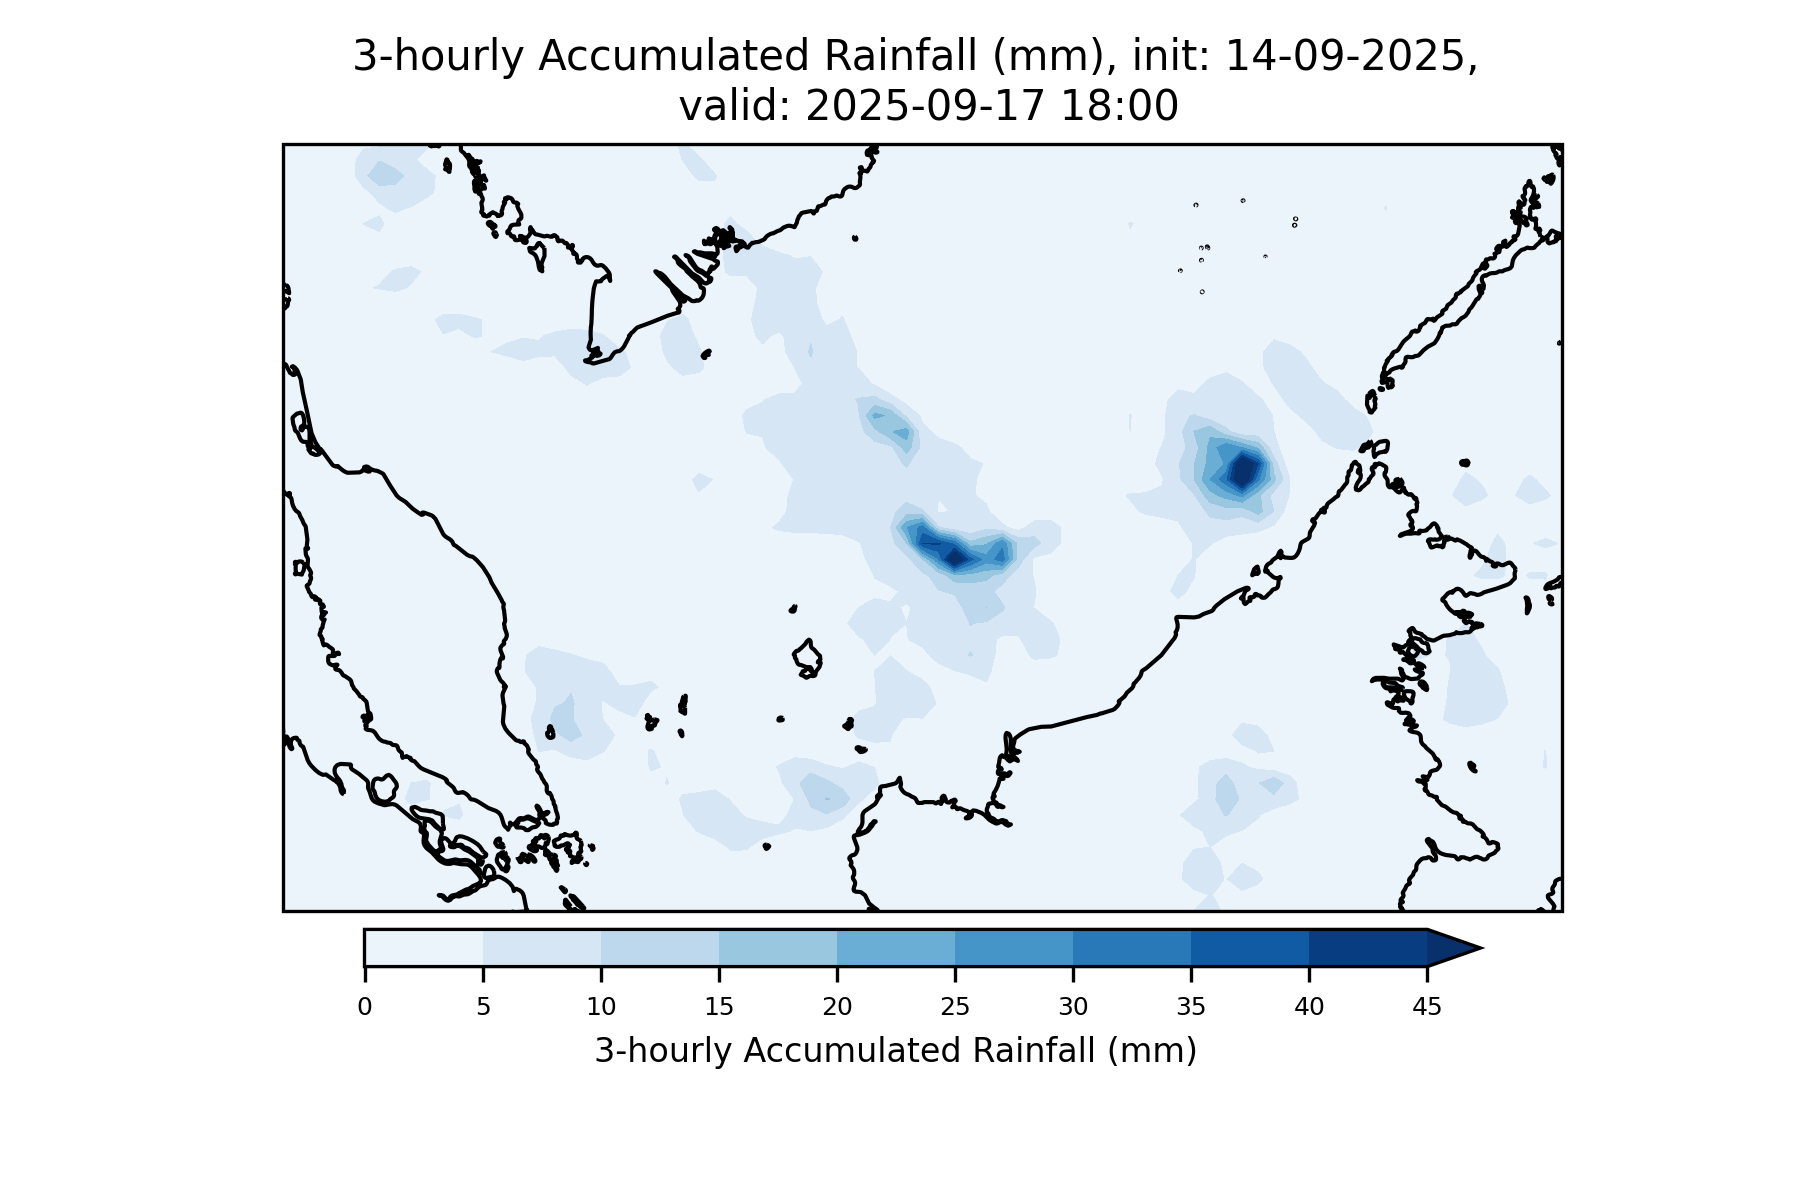 3-hourly Accumulated Rainfall (mm), init: 14-09-2025,
valid: 2025-09-17 18:00
0 5 10 15 20 25 30 35 40 45
3-hourly Accumulated Rainfall (mm)